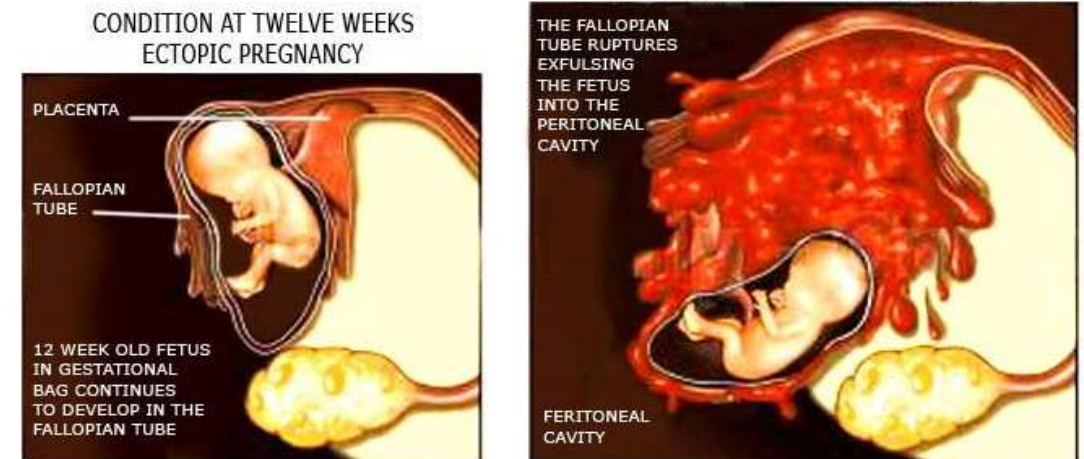 CONDITION AT TWELVE WEEKS
ECTOPIC PREGNANCY
PLACENTA
FALLOPIAN
TUBE
12 WEEK OLD FETUS
IN GESTATIONAL
BAG CONTINUES
TO DEVELOP IN THE
FALLOPIAN TUBE
THE FALLOPIAN
TUBE RUPTURES
EXFULSING
THE FETUS
INTO THE
PERITONEAL
CAVITY
FERITONEAL
CAVITY